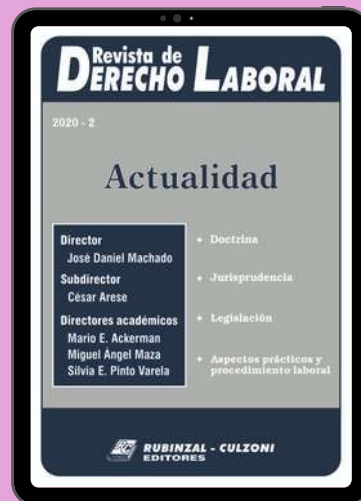 Revista de
DERECHO LABORAL
2020 - 2
Actualidad
Director
José Daniel Machado
Subdirector
César Arese
Directores académicos
Mario E. Ackerman
Miguel Ángel Maza
Silvia E. Pinto Varela
+ Doctrina
+ Jurisprudencia
+ Legislación
+ Aspectos prácticos y
procedimiento laboral
RUBINZAL - CULZONI
EDITORES